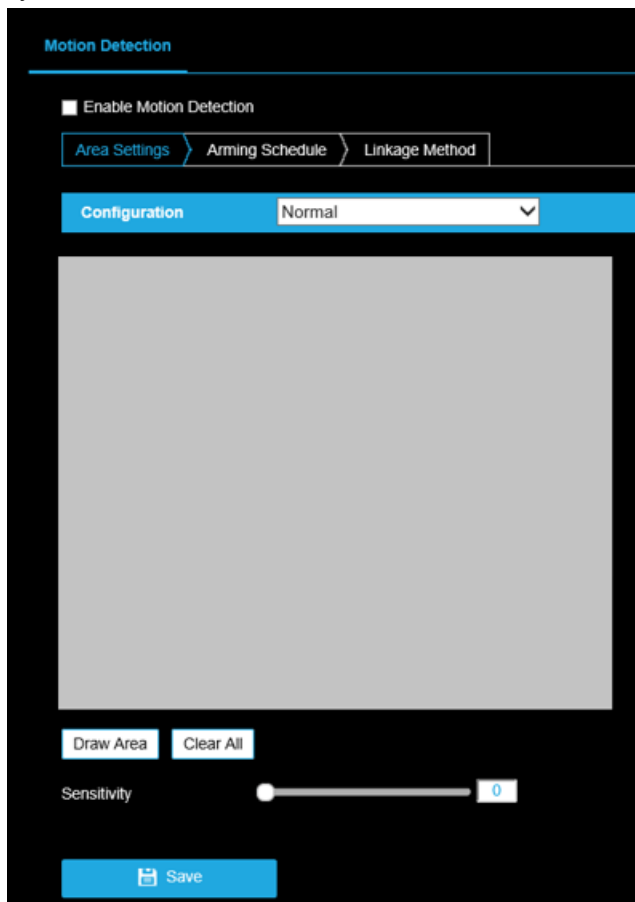 Motion Detection
Enable Motion Detection
Area Settings Arming Schedule Linkage Method
Configuration Normal
Draw Area Clear All
Sensitivity 0
Save